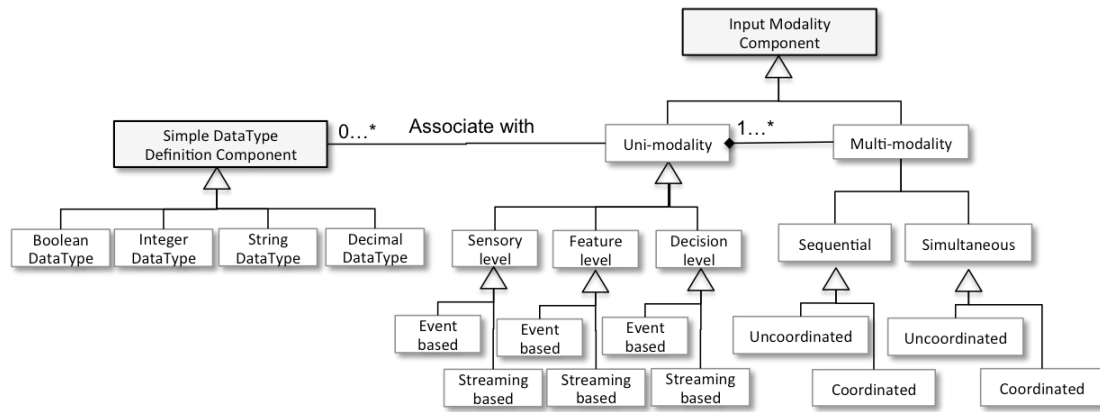 Input Modality
Component
Simple DataType
Definition Component
0...*
Associate with
Uni-modality
1...*
Multi-modality
Boolean
DataType
Integer
DataType
String
DataType
Decimal
DataType
Sensory
level
Feature
level
Decision
level
Sequential
Simultaneous
Event
based
Event
based
Event
based
Uncoordinated
Uncoordinated
Streaming
based
Streaming
based
Streaming
based
Coordinated
Coordinated